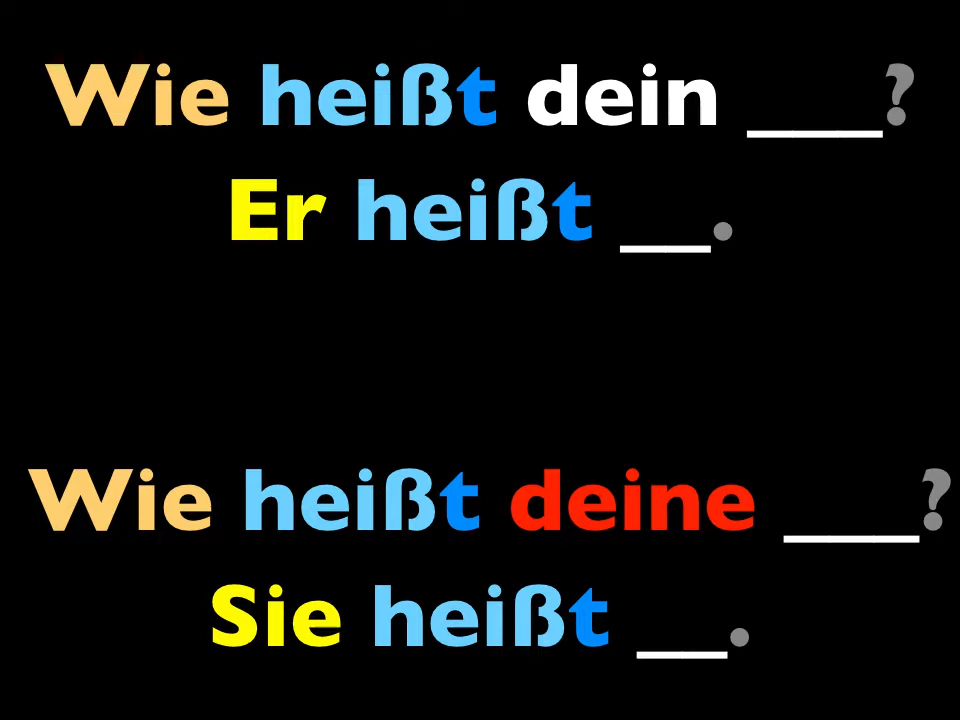 Wie heißt dein ___?
Er heißt __.
Wie heißt deine ___?
Sie heißt __.